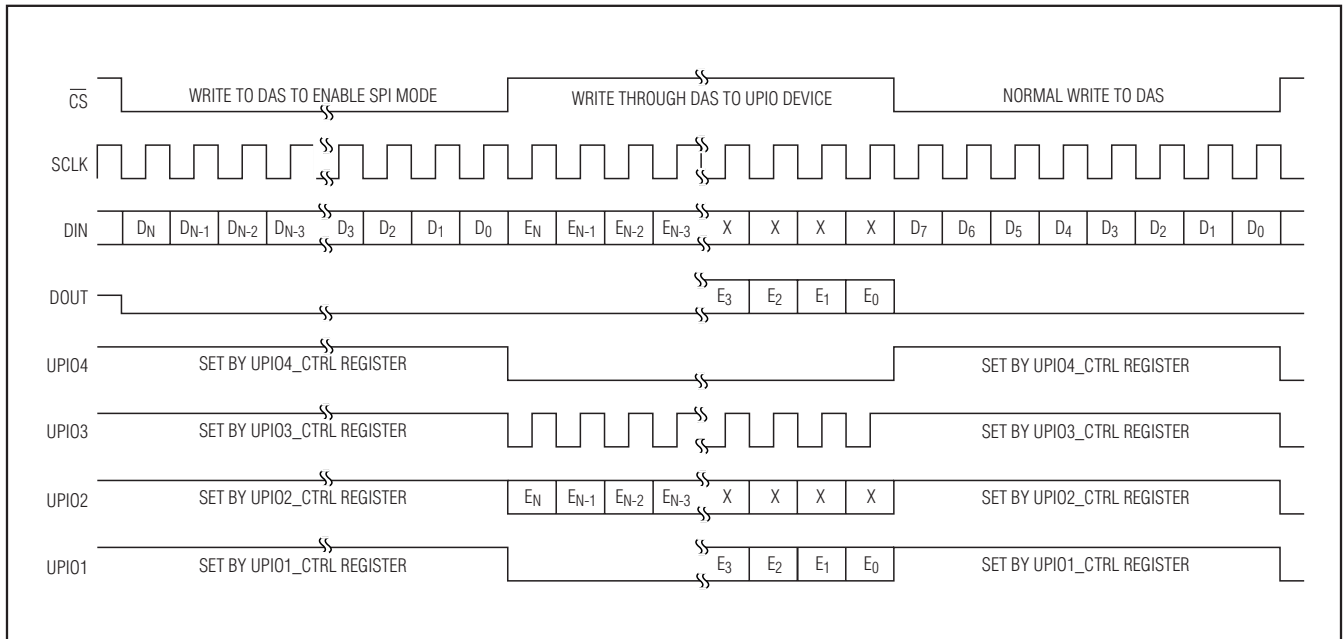 CS WRITE TO DAS TO ENABLE SPI MODE WRITE THROUGH DAS TO UPIO DEVICE NORMAL WRITE TO DAS
SCLK
DIN DN DN-1 DN-2 DN-3 D3 D2 D1 D0 EN EN-1 EN-2 EN-3 X X X X D7 D6 D5 D4 D3 D2 D1 D0
DOUT E3 E2 E1 E0
UPIO4 SET BY UPIO4_CTRL REGISTER SET BY UPIO4_CTRL REGISTER
UPIO3 SET BY UPIO3_CTRL REGISTER SET BY UPIO3_CTRL REGISTER
UPIO2 SET BY UPIO2_CTRL REGISTER EN EN-1 EN-2 EN-3 X X X X SET BY UPIO2_CTRL REGISTER
UPIO1 SET BY UPIO1_CTRL REGISTER E3 E2 E1 E0 SET BY UPIO1_CTRL REGISTER